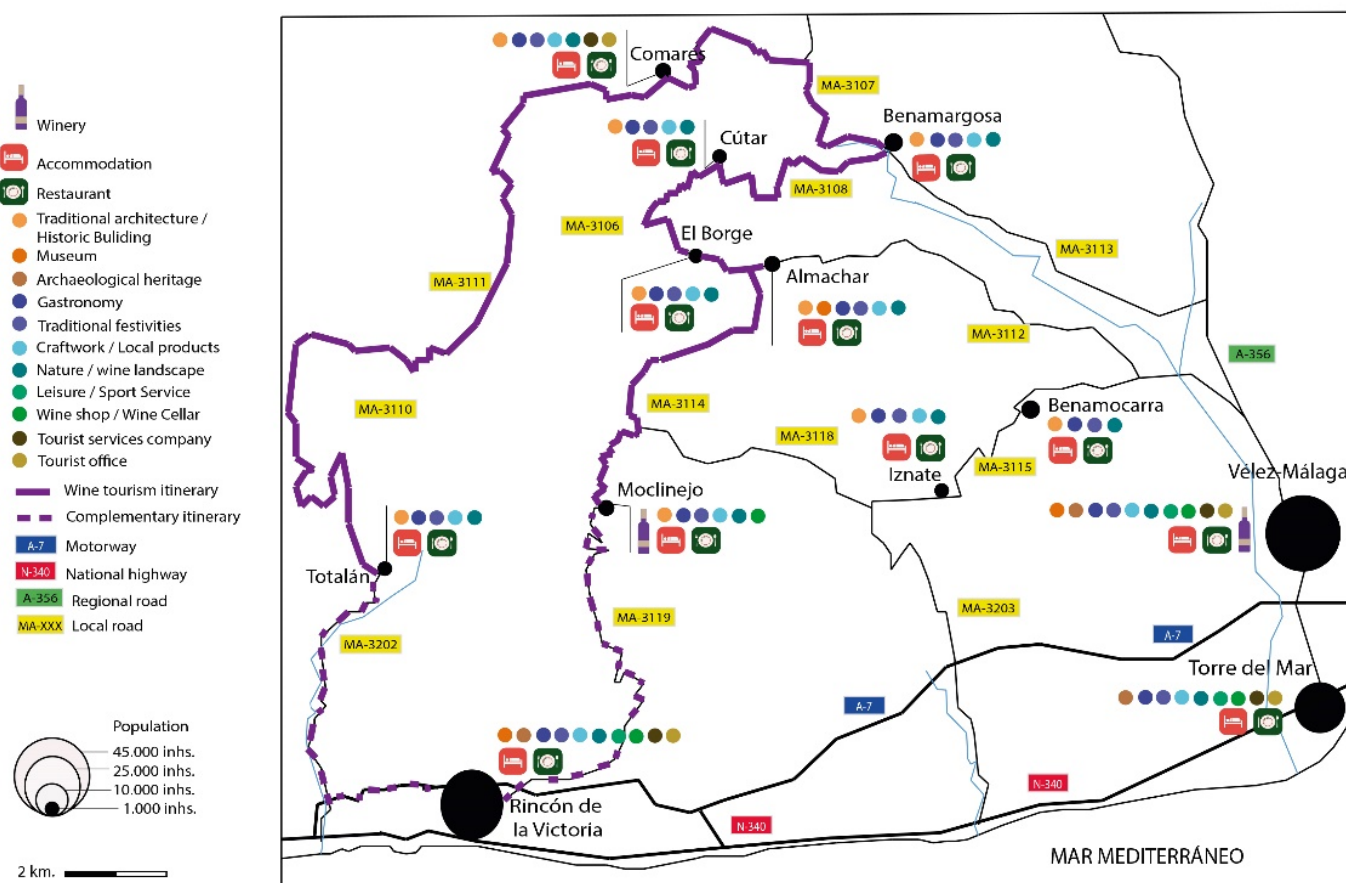 Winery
Accommodation
Restaurant
Traditional architecture /
Historic Buliding
Museum
Archaeological heritage
Gastronomy
Traditional festivities
Craftwork / Local products
Nature / wine landscape
Leisure / Sport Service
Wine shop / Wine Cellar
Tourist services company
Tourist office
Wine tourism itinerary
Complementary itinerary
A-7 Motorway
N-340 National highway
A-356 Regional road
MA-XXX Local road
Population
45.000 inhs.
25.000 inhs.
10.000 inhs.
1.000 inhs.
2 km.
Comares
MA-3107
Benamargosa
Cútar
MA-3108
MA-3106
El Borge
MA-3113
Almachar
MA-3111
MA-3112
A-356
MA-3110
MA-3114
Benamocarra
MA-3118
MA-3115
Iznate
Vélez-Málaga
Moclinejo
Totalán
MA-3119
MA-3203
MA-3202
A-7
Torre del Mar
A-7
N-340
Rincón de
la Victoria
N-340
MAR MEDITERRÁNEO